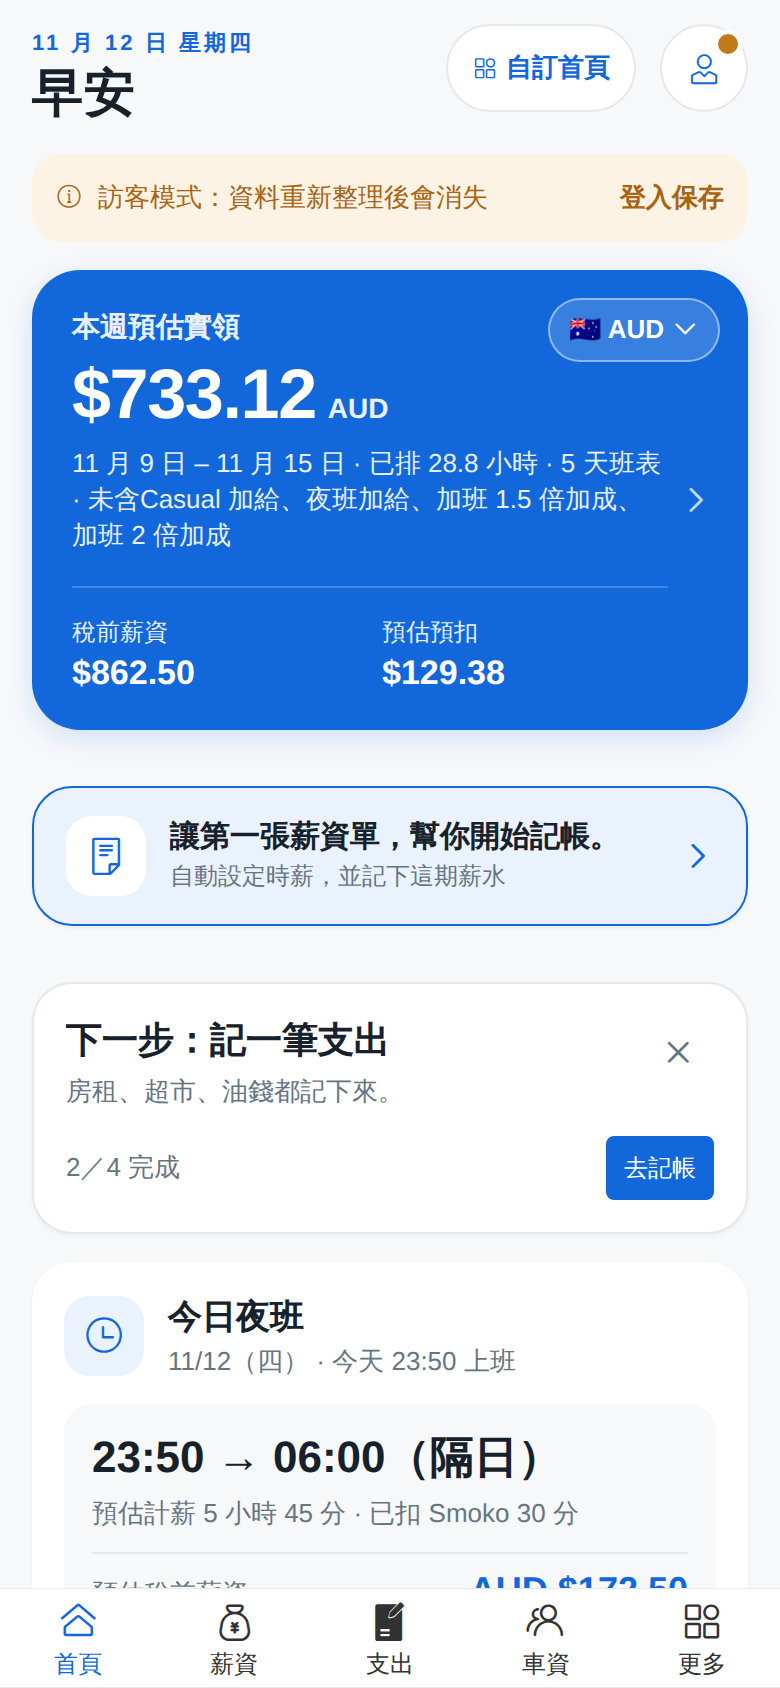 11 月 12 日 星期四
早安
自訂首頁
訪客模式：資料重新整理後會消失
登入保存
本週預估實領
AUD
$733.12 AUD
11 月 9 日 – 11 月 15 日 · 已排 28.8 小時 · 5 天班表
· 未含Casual 加給、夜班加給、加班 1.5 倍加成、
加班 2 倍加成
稅前薪資
預估預扣
$862.50
$129.38
讓第一張薪資單，幫你開始記帳。
自動設定時薪，並記下這期薪水
下一步：記一筆支出
房租、超市、油錢都記下來。
2／4 完成
去記帳
今日夜班
11/12（四） · 今天 23:50 上班
23:50 → 06:00（隔日）
預估計薪 5 小時 45 分 · 已扣 Smoko 30 分
預估稅前薪資
AUD $172.50
首頁
薪資
支出
車資
更多